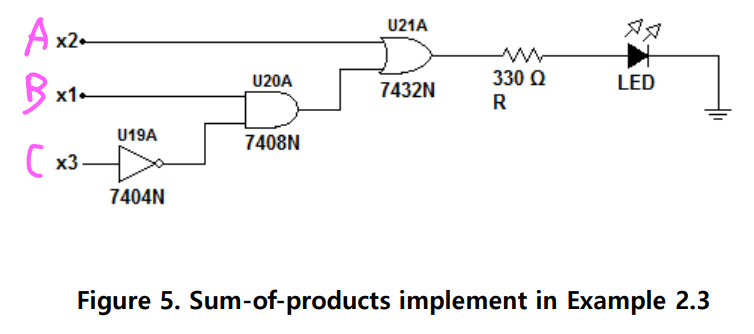 U21A
A x2
7432N
330 Ω
R
LED
U20A
B x1
7408N
U19A
C x3
7404N
Figure 5. Sum-of-products implement in Example 2.3